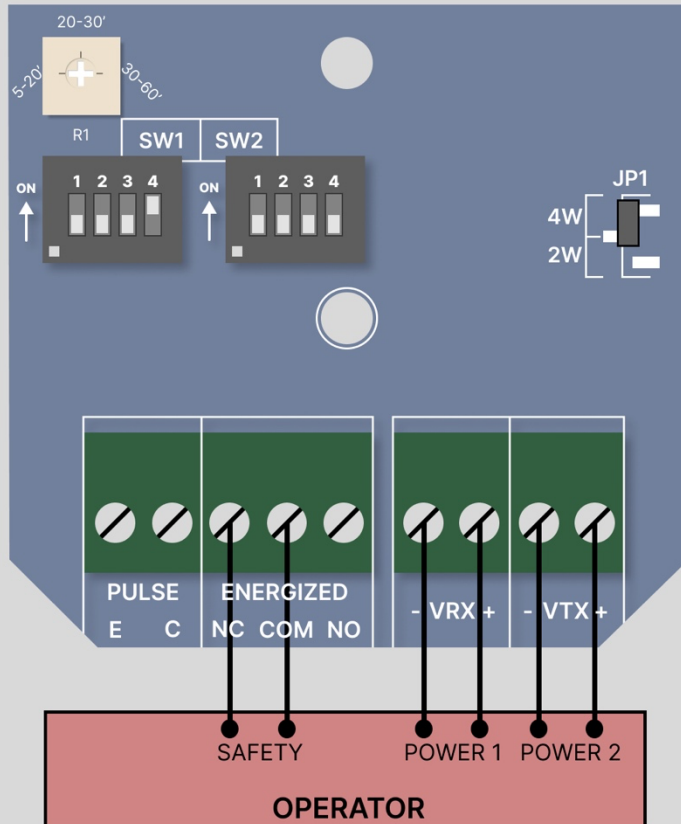 20-30'
5-20'
30-60'
R1
SW1 SW2
ON 1 2 3 4
ON 1 2 3 4
JP1
4W
2W
PULSE ENERGIZED
- VRX + - VTX +
E C NC COM NO
SAFETY POWER 1 POWER 2
OPERATOR